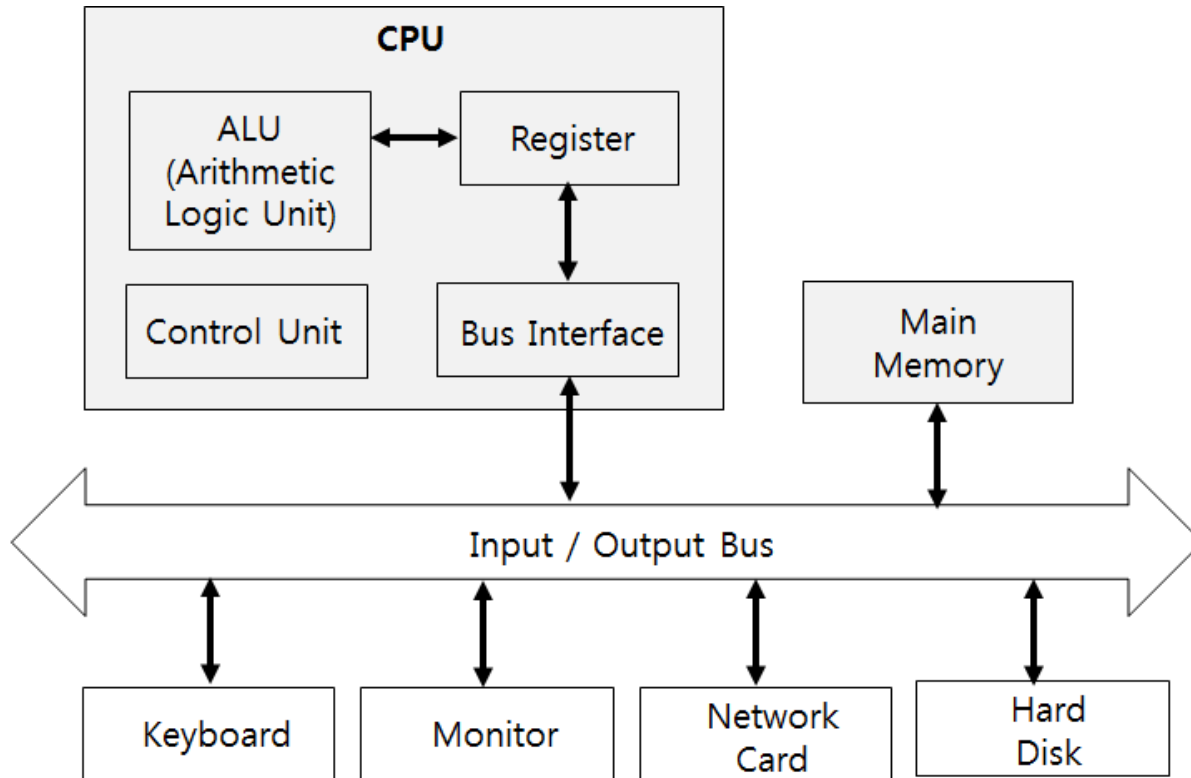 CPU
ALU
(Arithmetic
Logic Unit)
Register
Control Unit
Bus Interface
Main
Memory
Input / Output Bus
Keyboard
Monitor
Network
Card
Hard
Disk